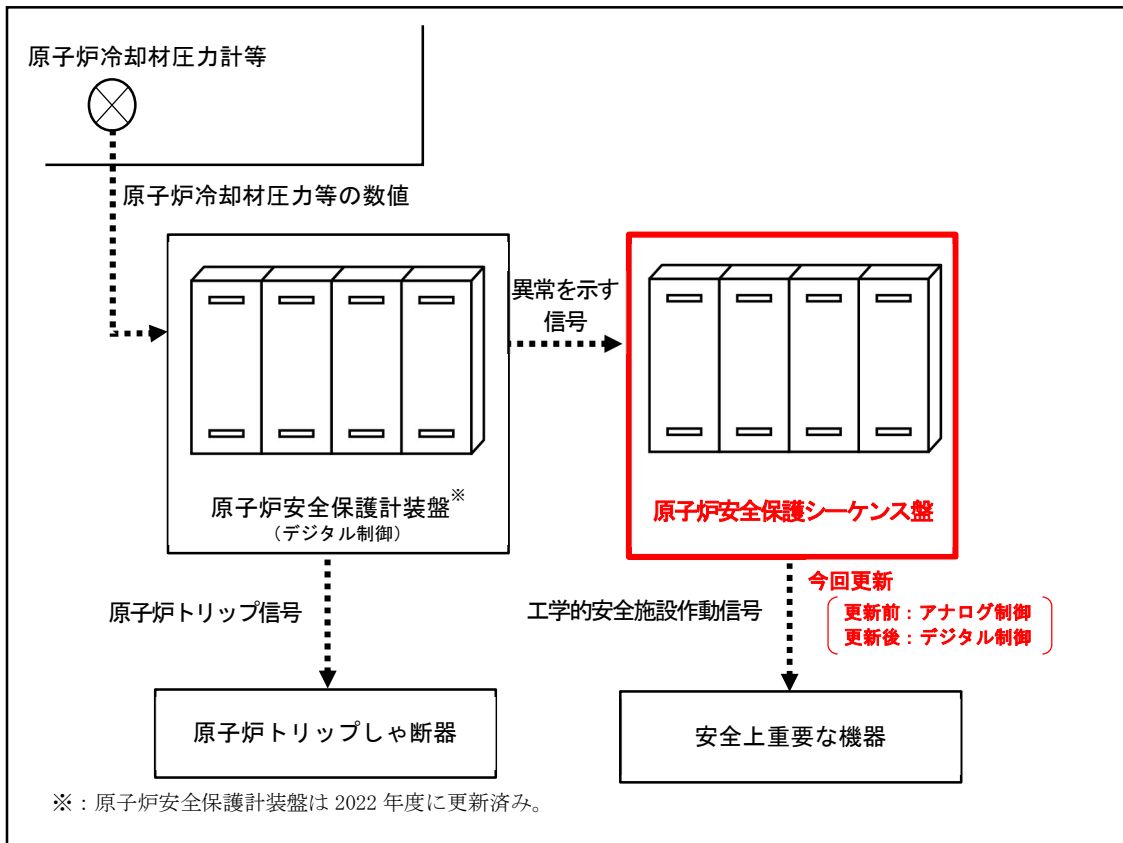 原子炉冷却材圧力計等
原子炉冷却材圧力等の数値
異常を示す
信号
原子炉安全保護計装盤※
（デジタル制御）
原子炉安全保護シーケンス盤
原子炉トリップ信号
工学的安全施設作動信号
今回更新
更新前：アナログ制御
更新後：デジタル制御
原子炉トリップしゃ断器
安全上重要な機器
※：原子炉安全保護計装盤は 2022 年度に更新済み。